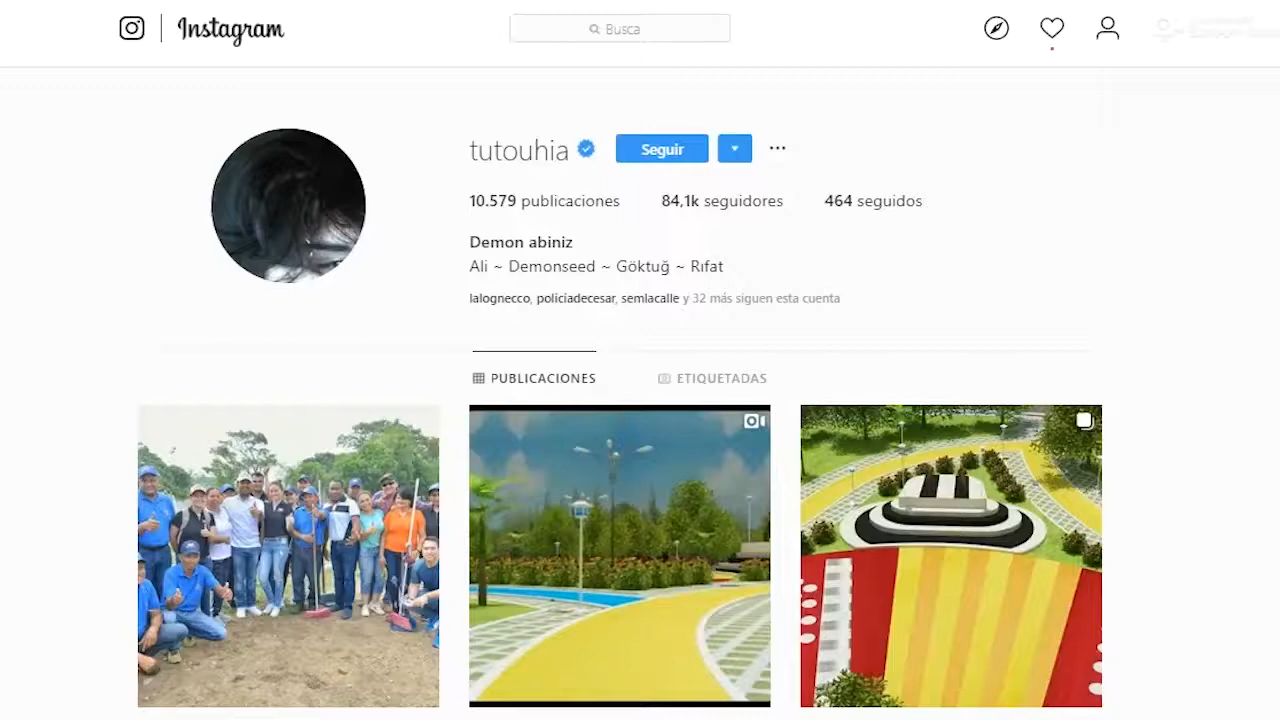 Instagram
Busca
tutouhia Seguir
10.579 publicaciones 84,1k seguidores 464 seguidos
Demon abiniz
Ali ~ Demonseed ~ Göktuğ ~ Rıfat
lalognecco, policiadecesar, semlacalle y 32 más siguen esta cuenta
PUBLICACIONES ETIQUETADAS